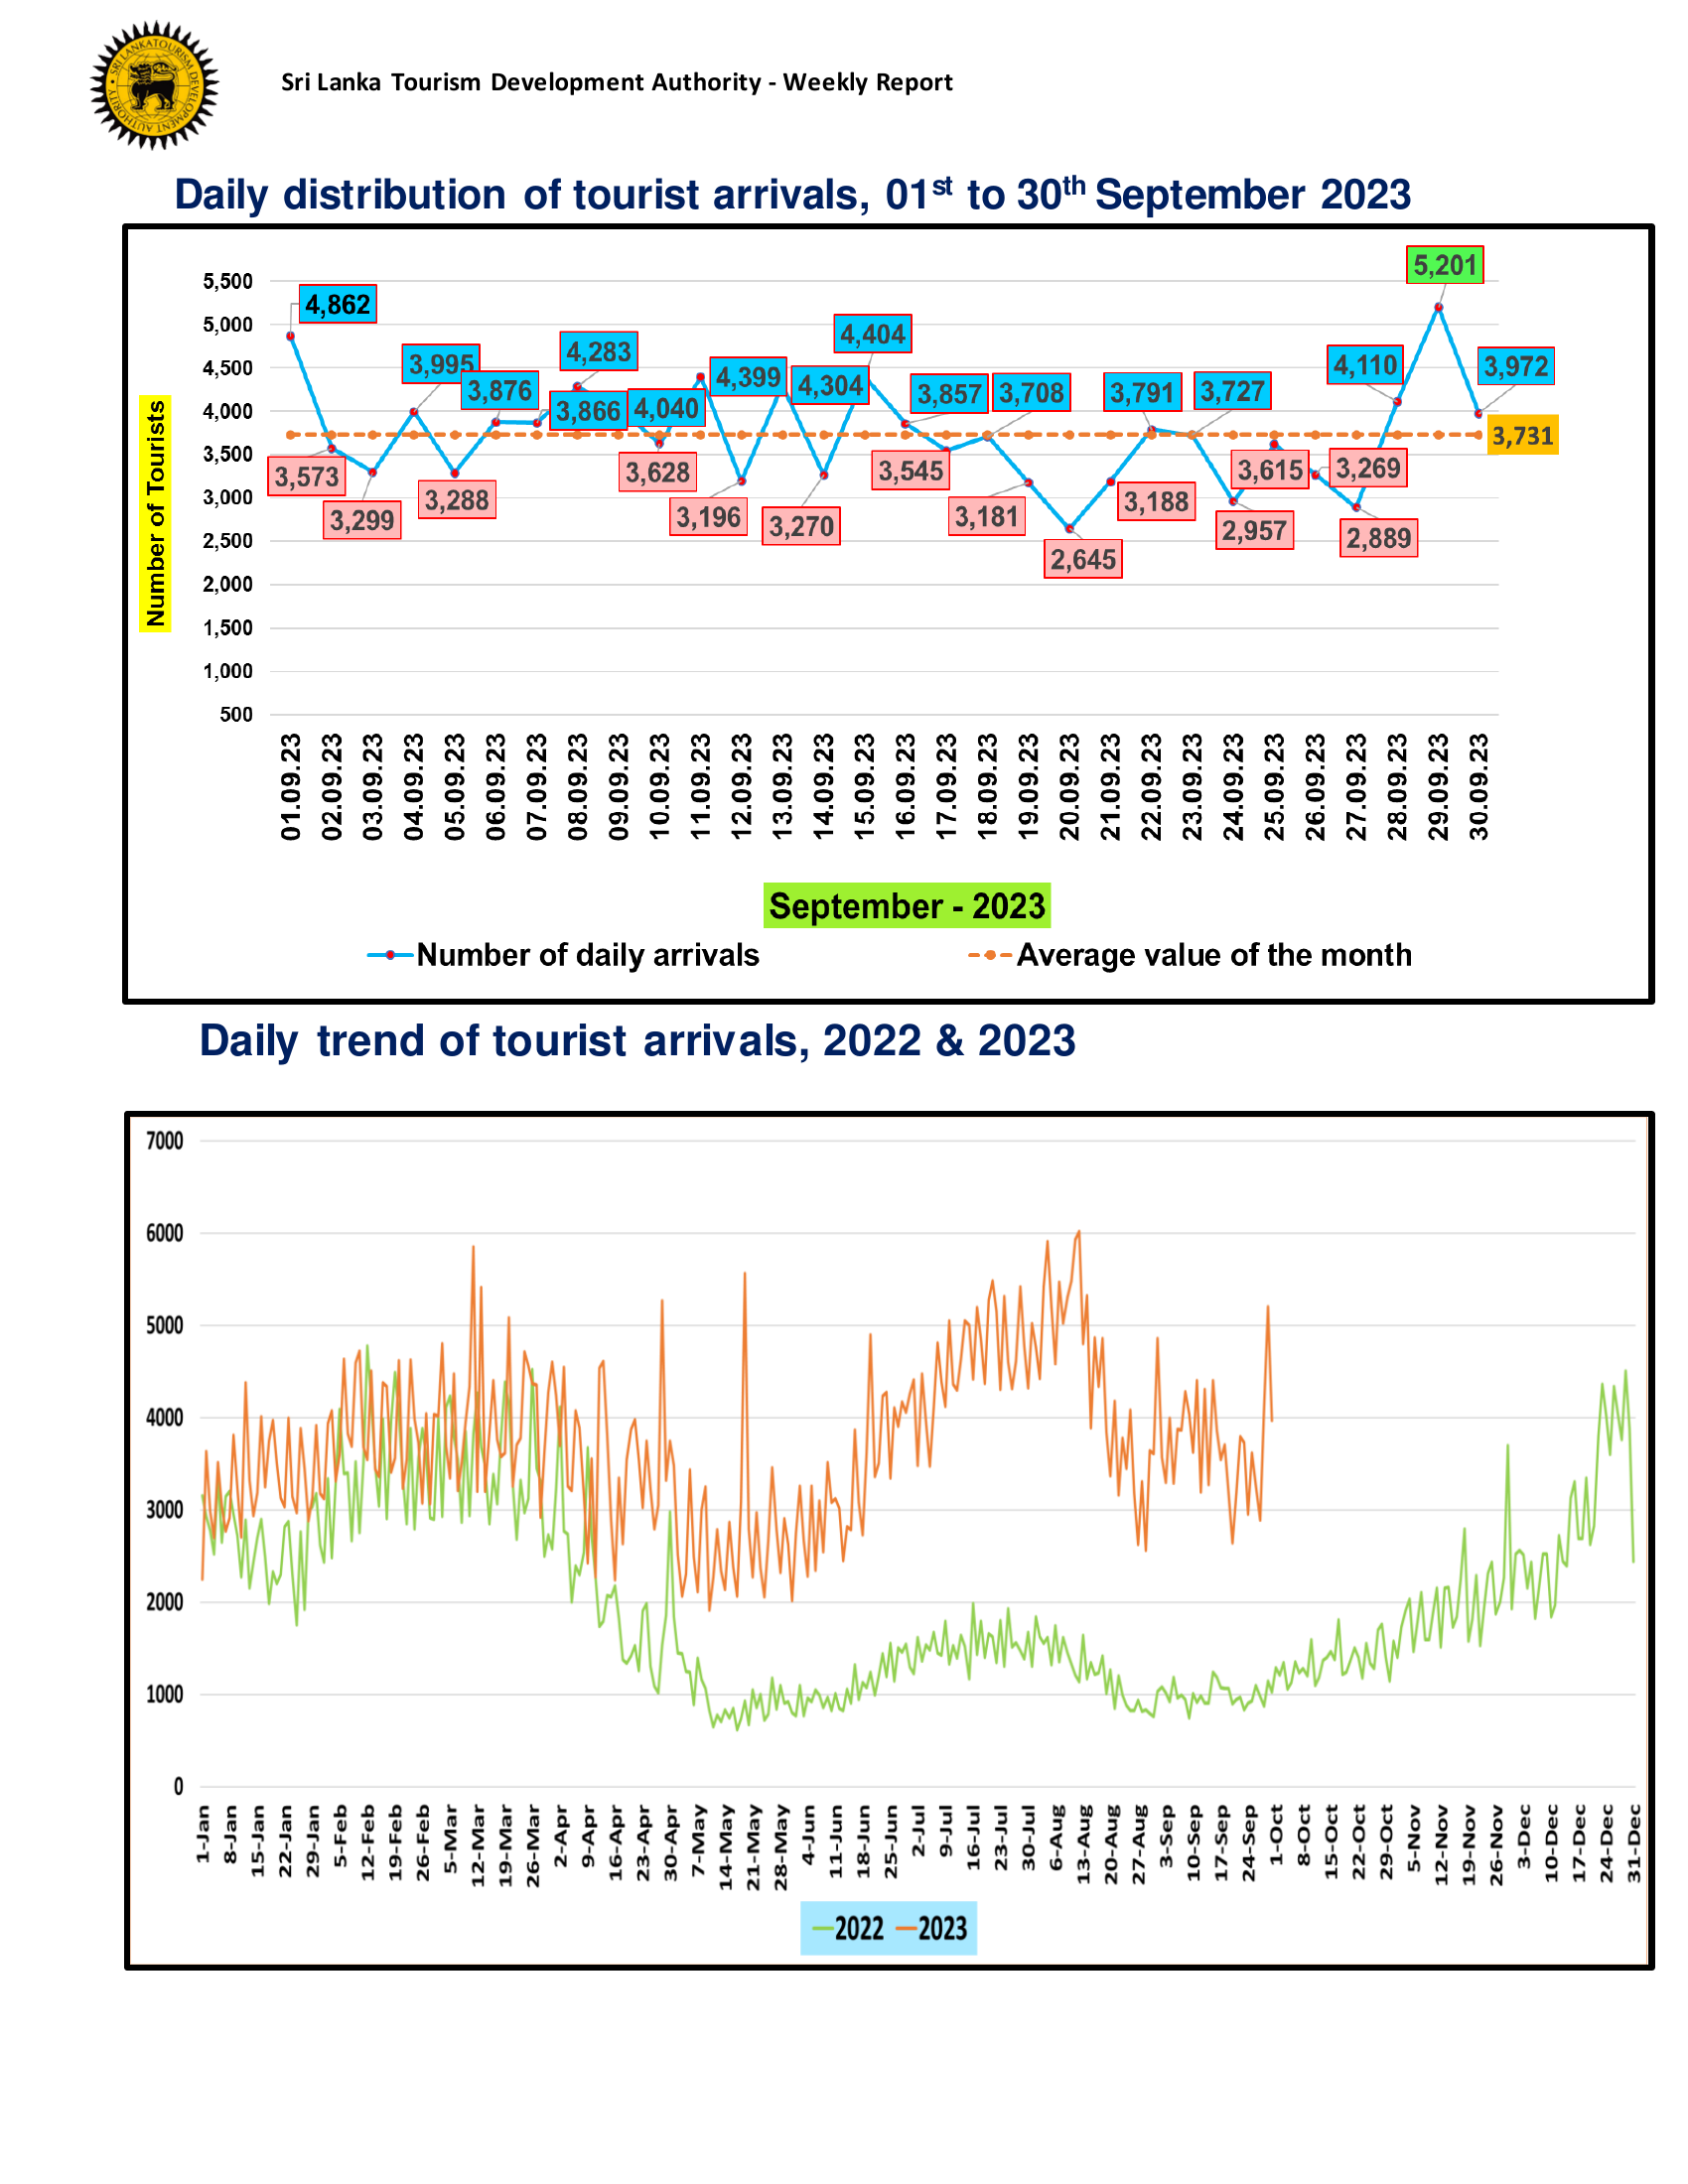 SRI LANKA TOURISM DEVELOPMENT AUTHORITY
Sri Lanka Tourism Development Authority - Weekly Report
Daily distribution of tourist arrivals, 01st to 30th September 2023
Number of Tourists
5,500
5,000
4,500
4,000
3,500
3,000
2,500
2,000
1,500
1,000
500
4,862
3,573
3,299
3,995
3,288
3,876
3,866
4,283
4,040
3,628
4,399
3,196
4,304
3,270
4,404
3,857
3,545
3,708
3,181
2,645
3,188
3,791
3,727
2,957
3,615
3,269
2,889
4,110
5,201
3,972
3,731
01.09.23
02.09.23
03.09.23
04.09.23
05.09.23
06.09.23
07.09.23
08.09.23
09.09.23
10.09.23
11.09.23
12.09.23
13.09.23
14.09.23
15.09.23
16.09.23
17.09.23
18.09.23
19.09.23
20.09.23
21.09.23
22.09.23
23.09.23
24.09.23
25.09.23
26.09.23
27.09.23
28.09.23
29.09.23
30.09.23
September - 2023
Number of daily arrivals
Average value of the month
Daily trend of tourist arrivals, 2022 & 2023
7000
6000
5000
4000
3000
2000
1000
0
1-Jan
8-Jan
15-Jan
22-Jan
29-Jan
5-Feb
12-Feb
19-Feb
26-Feb
5-Mar
12-Mar
19-Mar
26-Mar
2-Apr
9-Apr
16-Apr
23-Apr
30-Apr
7-May
14-May
21-May
28-May
4-Jun
11-Jun
18-Jun
25-Jun
2-Jul
9-Jul
16-Jul
23-Jul
30-Jul
6-Aug
13-Aug
20-Aug
27-Aug
3-Sep
10-Sep
17-Sep
24-Sep
1-Oct
8-Oct
15-Oct
22-Oct
29-Oct
5-Nov
12-Nov
19-Nov
26-Nov
3-Dec
10-Dec
17-Dec
24-Dec
31-Dec
2022
2023